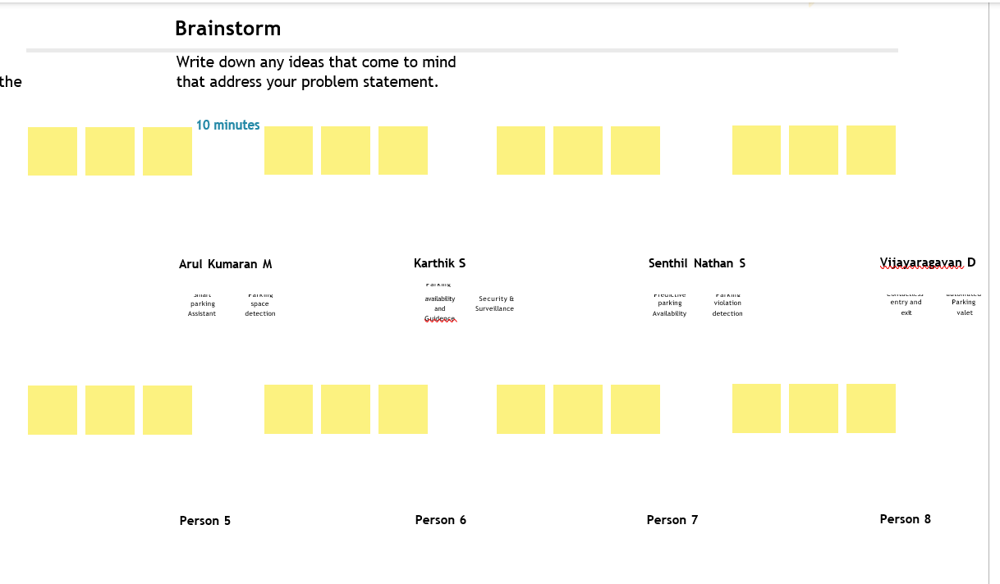 Brainstorm
Write down any ideas that come to mind
the
that address your problem statement.
10 minutes
Arul Kumaran M
Karthik S
Senthil Nathan S
Vijayaragavan D
Smart
parking
Assistant
Parking
space
detection
Parking
availability
and
Guidence
Security &
Surveillance
Predictive
parking
Availability
Parking
violation
detection
Contactless
entry and
exit
automated
Parking
valet
Person 5
Person 6
Person 7
Person 8